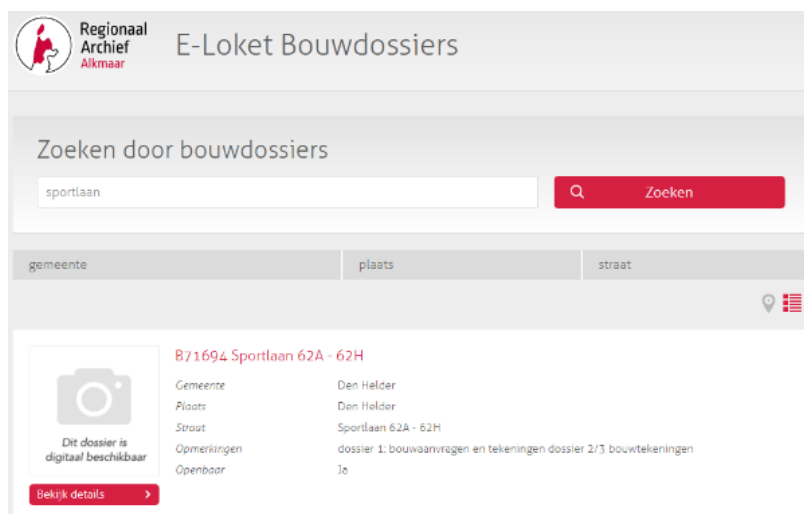 Regionaal
Archief
Alkmaar
E-Loket Bouwdossiers
Zoeken door bouwdossiers
sportlaan
Zoeken
gemeente plaats straat
B71694 Sportlaan 62A - 62H
Gemeente Den Helder
Plaats Den Helder
Straat Sportlaan 62A - 62H
Opmerkingen dossier 1: bouwaanvragen en tekeningen dossier 2/3 bouwtekeningen
Openbaar Ja
Dit dossier is
digitaal beschikbaar
Bekijk details